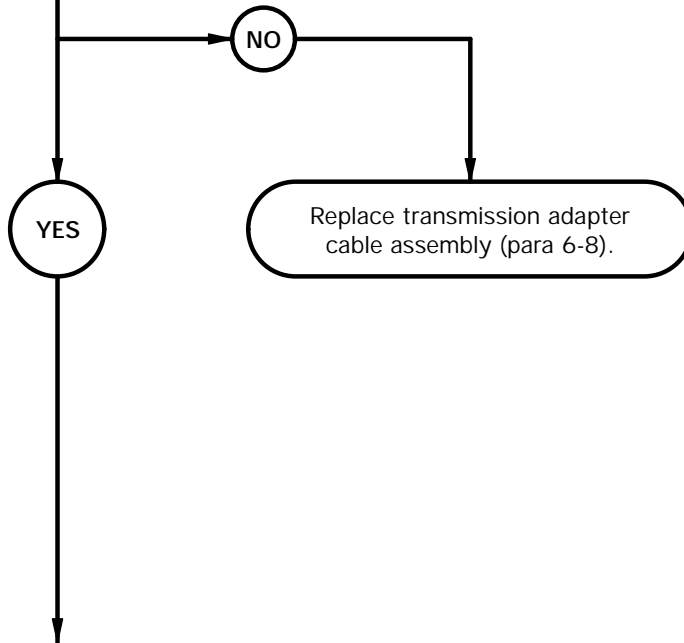 NO
YES
Replace transmission adapter
cable assembly (para 6-8).